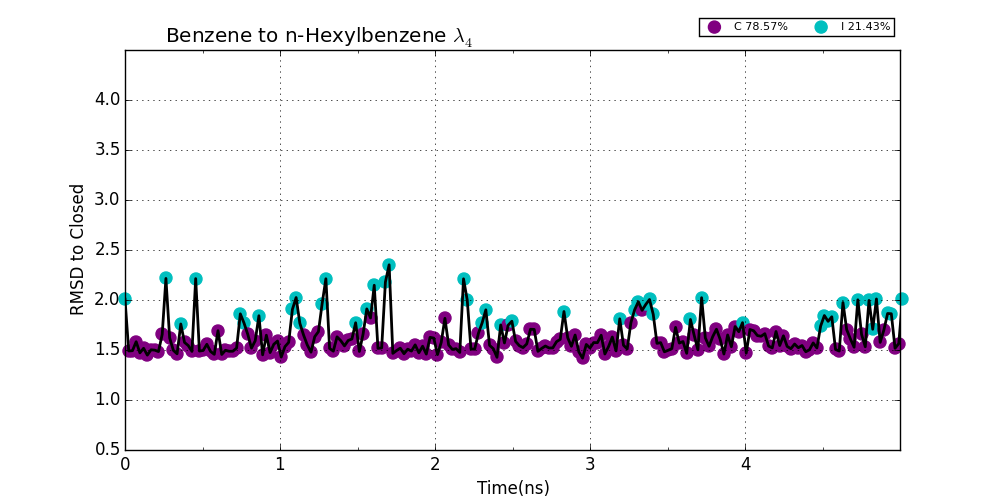 Benzene to n-Hexylbenzene λ4
C 78.57% I 21.43%
RMSD to Closed
4.0
3.5
3.0
2.5
2.0
1.5
1.0
0.5
0 1 2 3 4
Time(ns)